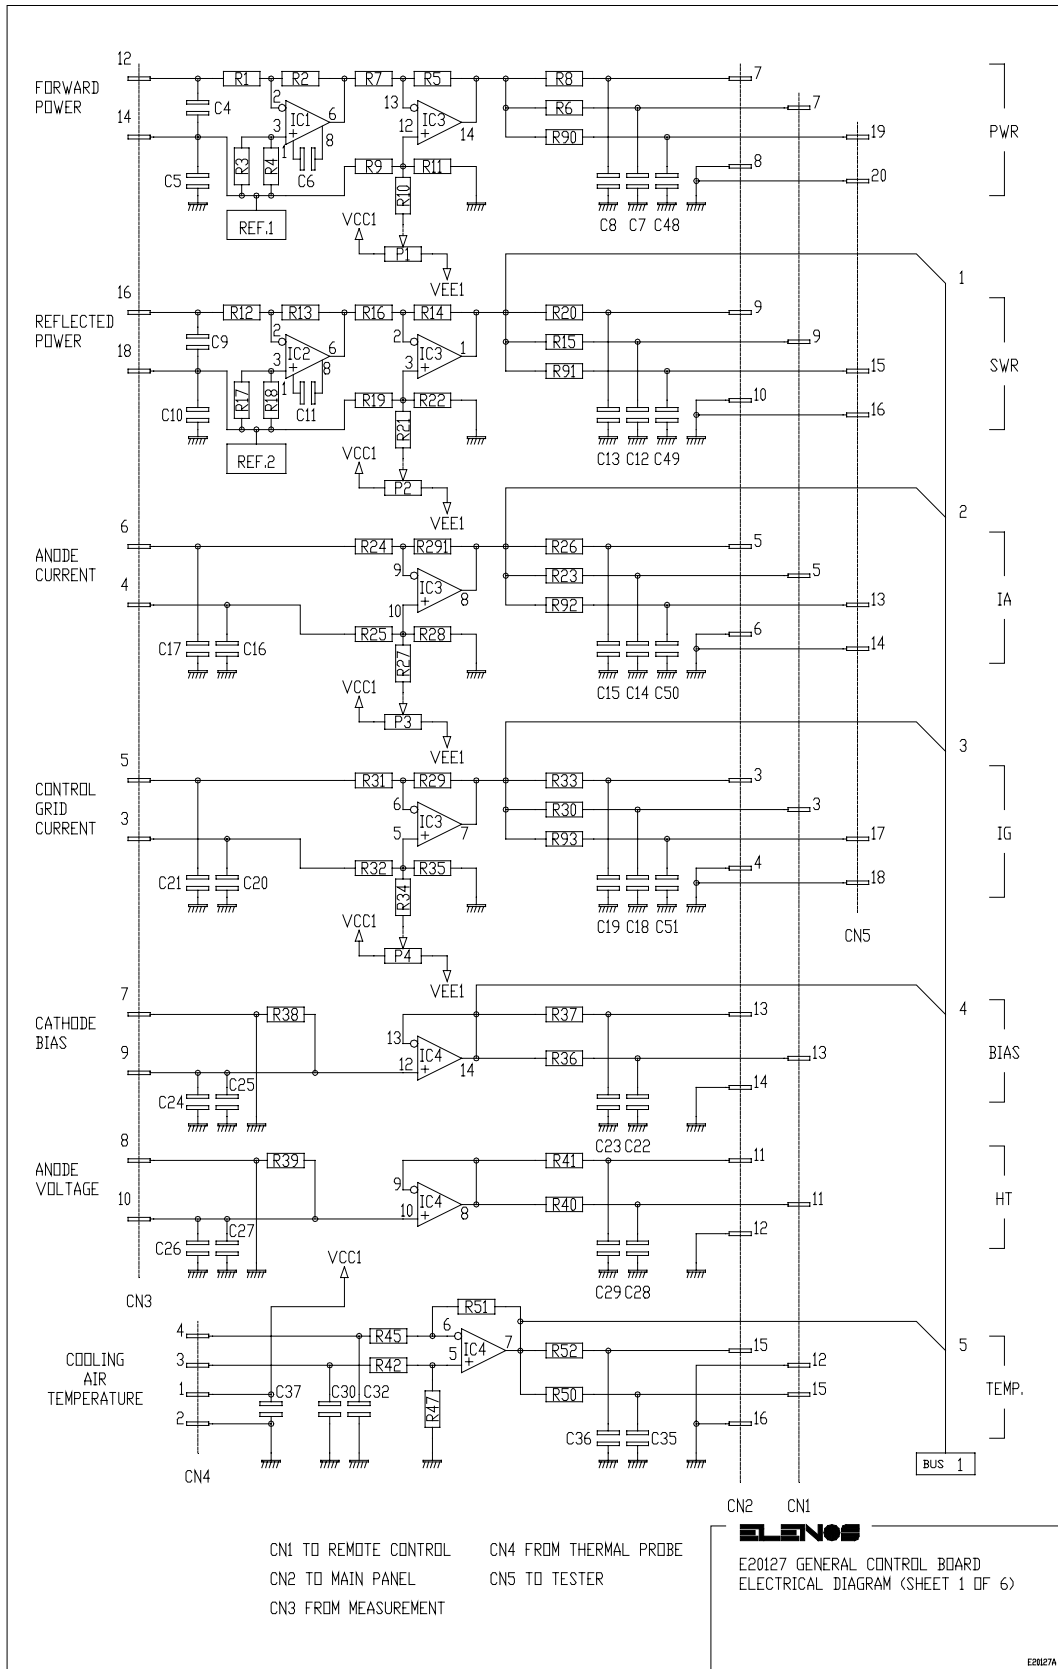 12
FORWARD
POWER
14
R1 R2 R7 R5 R8 7
C4 2 IC1 6 13 IC3 R6 7
3 + 8 12 + 14 R90 19 PWR
1 R3 R4 C6 R9 R11 8
C5 R10 20
REF.1 VCC1 C8 C7 C48
P1
VEE1
1
16
REFLECTED
POWER
18
R12 R13 R16 R14 R20 9
C9 2 IC2 6 2 IC3 1 R15 9
3 + 8 3 + R91 15 SWR
1 R17 R18 C11 R19 R22 10
C10 R21 16
REF.2 VCC1 C13 C12 C49
P2
VEE1
2
6
ANODE
CURRENT
4
R24 R291 R26 5
9 IC3 8 R23 5
10 + R92 13 IA
R25 R28 6
C17 C16 R27 14
VCC1 C15 C14 C50
P3
VEE1
3
5
CONTROL
GRID
CURRENT
3
R31 R29 R33 3
6 IC3 7 R30 3
5 + R93 17 IG
R32 R35 4
C21 C20 R34 18
VCC1 C19 C18 C51
P4 CN5
VEE1
4
7
CATHODE
BIAS
9
R38 R37 13
13 IC4 14 R36 13 BIAS
12 +
C24 C25 14
C23 C22
8
ANODE
VOLTAGE
10
R39 R41 11
9 IC4 8 R40 11 HT
10 +
C26 C27 12
C29 C28
VCC1
CN3
R51
4 R45 6 IC4 7 5
COOLING
AIR
TEMPERATURE
3 R42 5 + R52 15 12
1 C37 C30 C32 R47 R50 15 TEMP.
2 16
C36 C35
CN4 BUS 1
CN2 CN1
CN1 TO REMOTE CONTROL CN4 FROM THERMAL PROBE
CN2 TO MAIN PANEL CN5 TO TESTER
CN3 FROM MEASUREMENT
ELENOS
E20127 GENERAL CONTROL BOARD
ELECTRICAL DIAGRAM (SHEET 1 OF 6)
E20127A